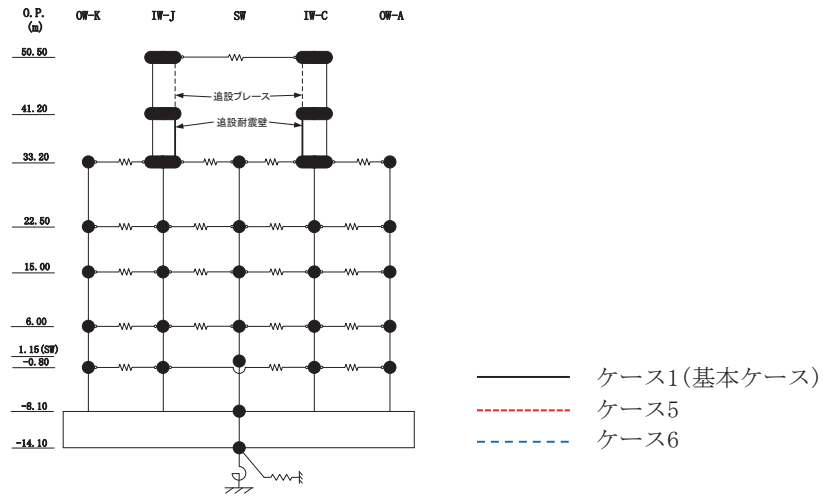 O.P.
(m)
OW-K IW-J SW IW-C OW-A
50.50
追設ブレース
41.20
追設耐震壁
33.20
22.50
15.00
6.00
1.15(SW)
-0.80
-8.10
-14.10
ケース1(基本ケース)
ケース5
ケース6